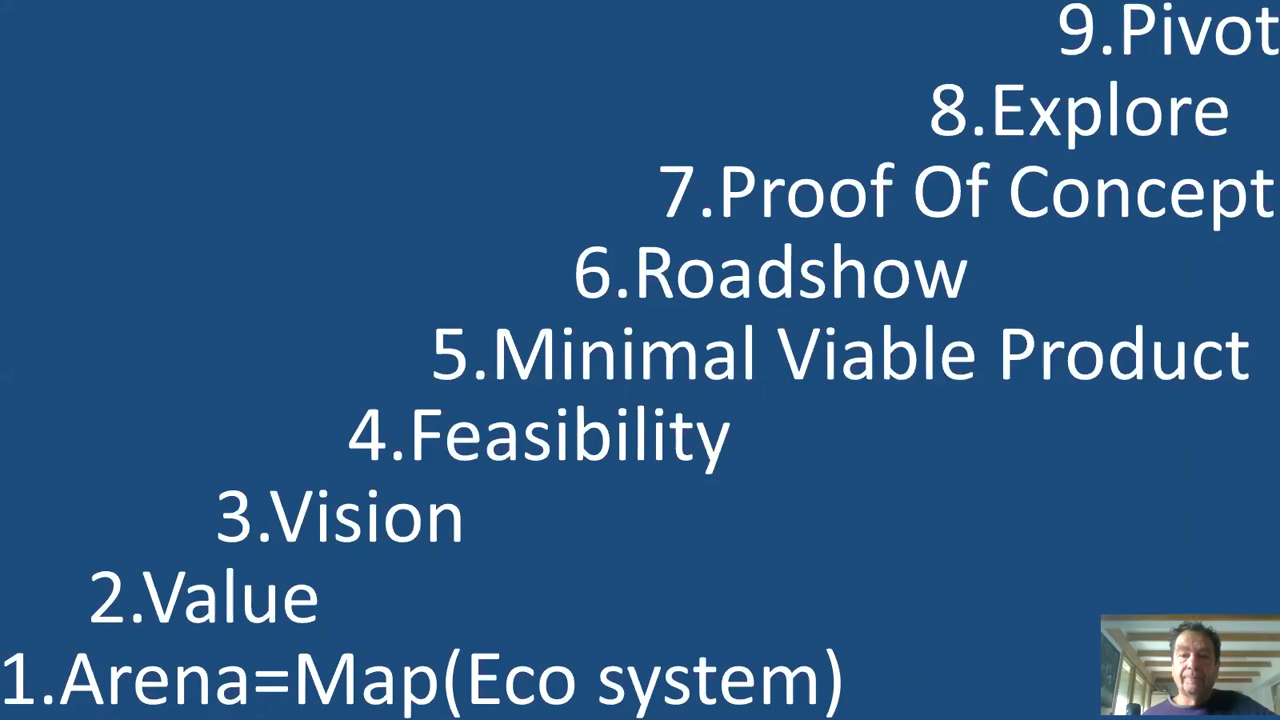 9.Pivot
8.Explore
7.Proof Of Concept
6.Roadshow
5.Minimal Viable Product
4.Feasibility
3.Vision
2.Value
1.Arena=Map(Eco system)